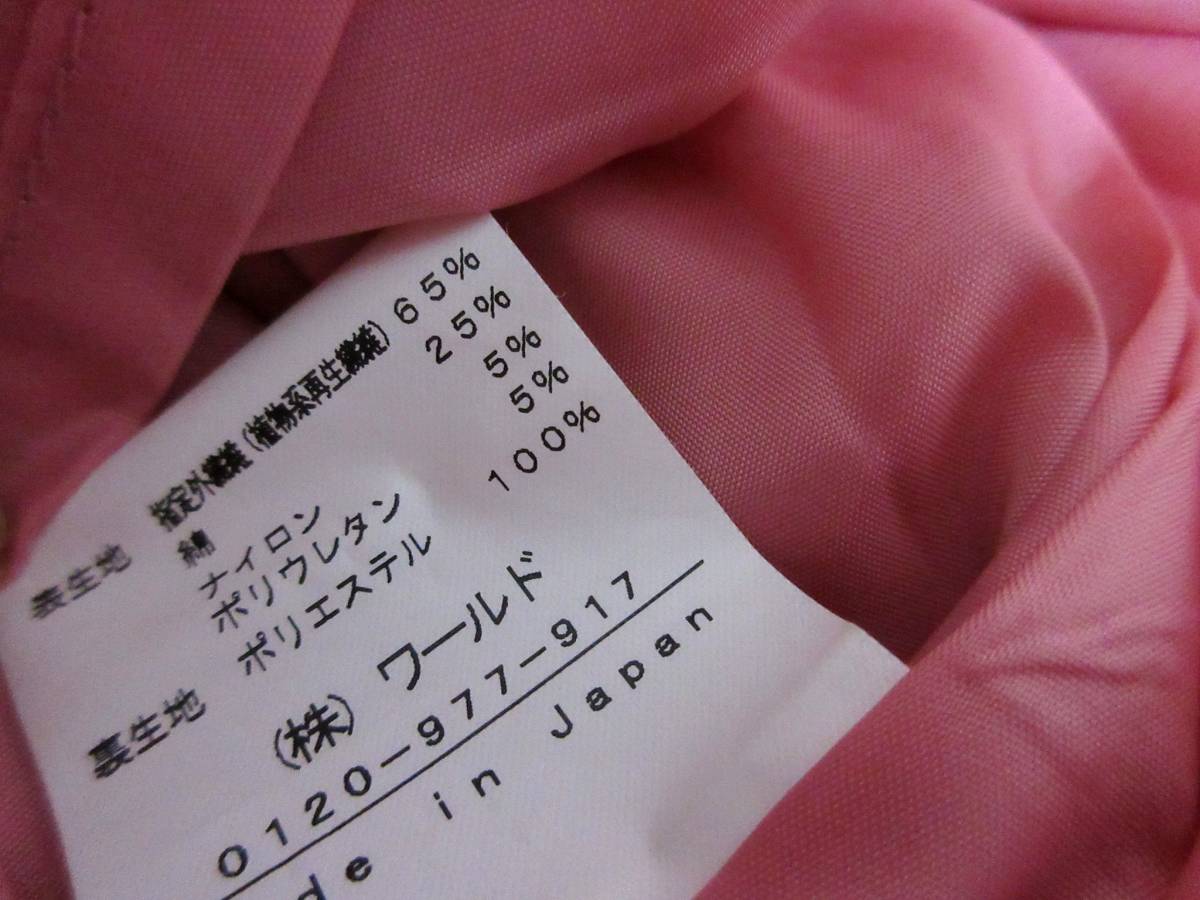 表生地 指定外繊維(植物系再生繊維) 65%
綿 25%
ナイロン 5%
ポリウレタン 5%
裏生地 ポリエステル 100%
(株) ワールド
0120-977-917
de in Japan